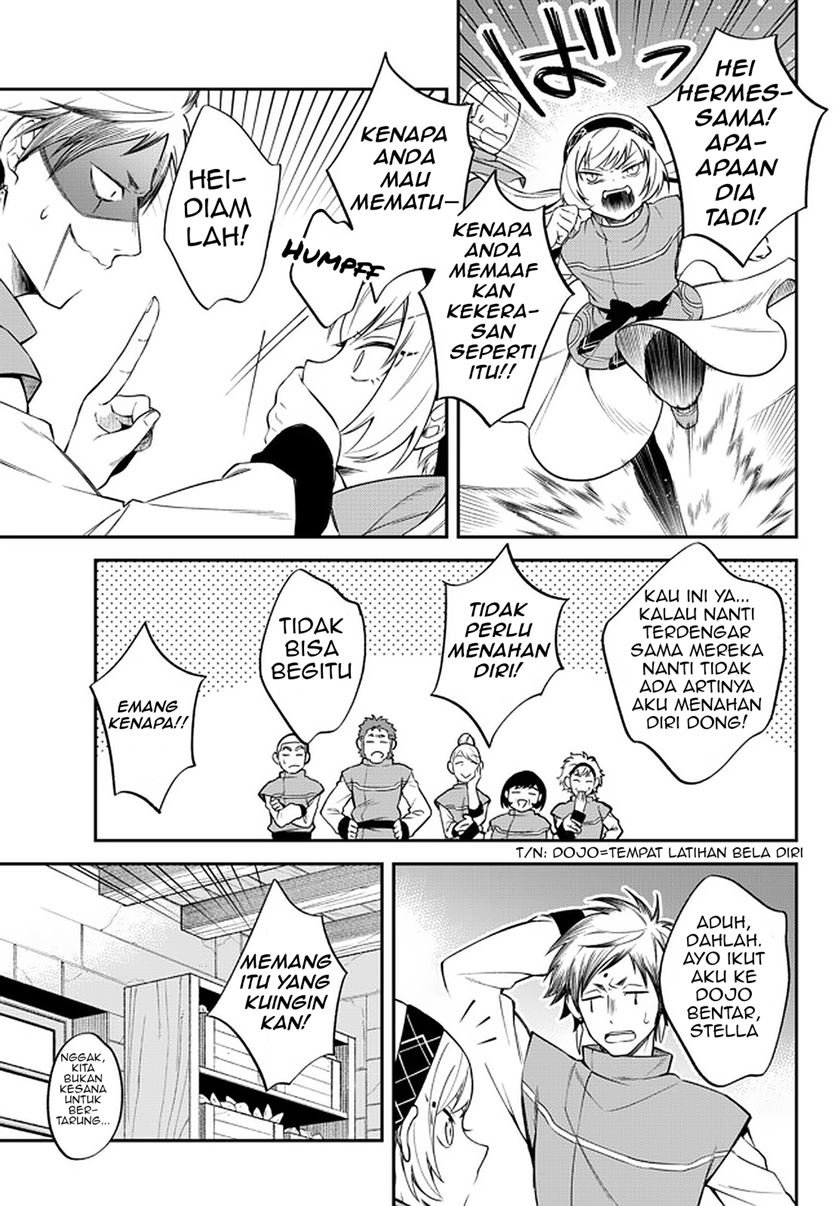 ばっ
HEI
HERMES-
SAMA!
APA-
APAAN
DIA
TADI!
KENAPA
ANDA
MEMAAF
KAN
KEKERA-
SAN
SEPERTI
ITU!!
KENAPA
ANDA
MAU
MEMATU-
HUMPFF
HEI-
DIAM
LAH!
KAU INI YA...
KALAU NANTI
TERDENGAR
SAMA MEREKA
NANTI TIDAK
ADA ARTINYA
AKU MENAHAN
DIRI DONG!
TIDAK
PERLU
MENAHAN
DIRI!
TIDAK
BISA
BEGITU
EMANG
KENAPA!!
T/N: DOJO=TEMPAT LATIHAN BELA DIRI
ADUH,
DAHLAH.
AYO IKUT
AKU KE
DOJO
BENTAR,
STELLA
MEMANG
ITU YANG
KUINGIN
KAN!
NGGAK,
KITA
BUKAN
KESANA
UNTUK
BER-
TARUNG...